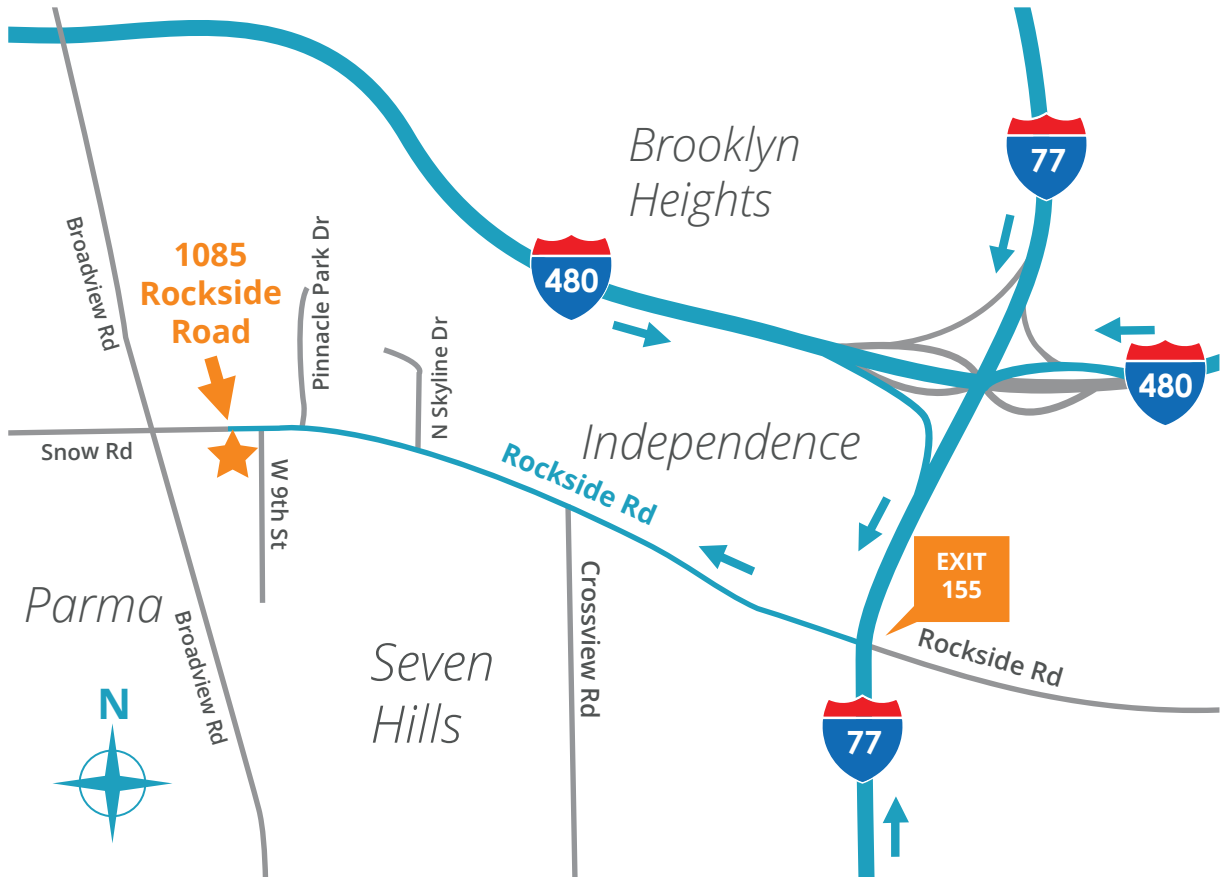 Brooklyn
Heights
77
Broadview Rd
1085
Rockside
Road
Pinnacle Park Dr
480
N Skyline Dr
480
Snow Rd
W 9th St
Independence
Rockside Rd
EXIT
155
Crossview Rd
Parma
Broadview Rd
Rockside Rd
Seven
Hills
N
77